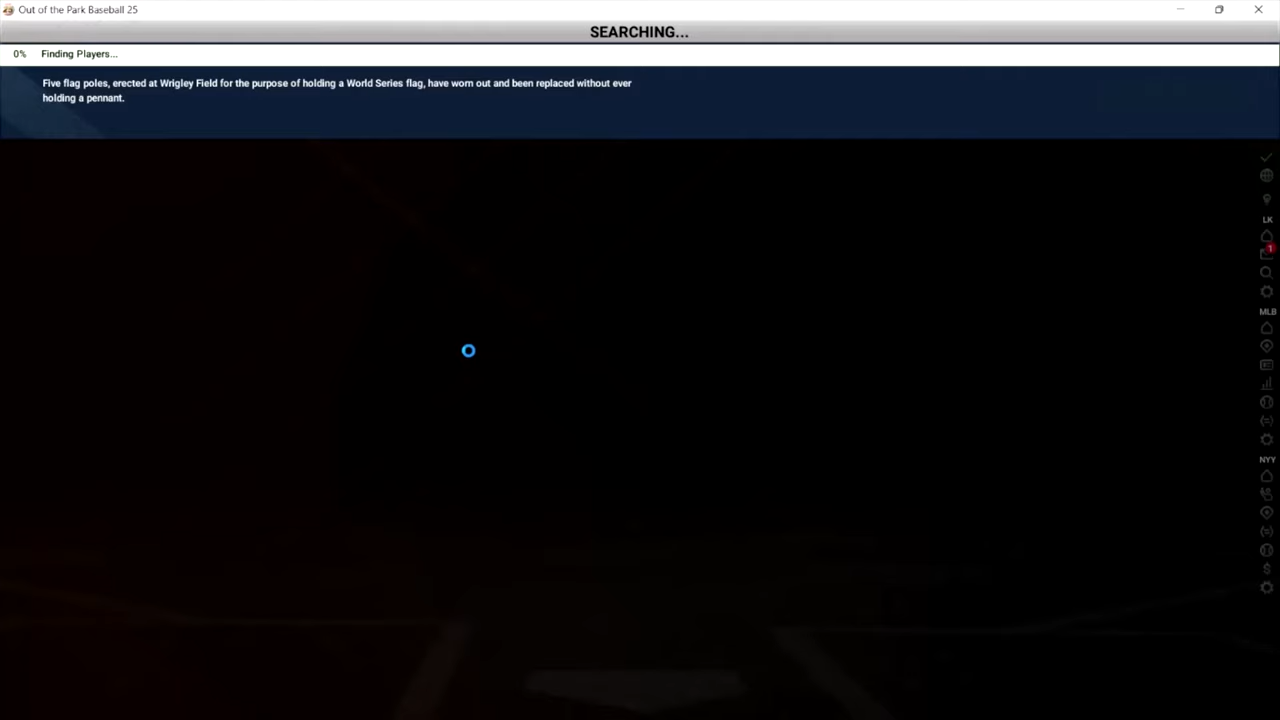 Out of the Park Baseball 25
SEARCHING...
0% Finding Players...
Five flag poles, erected at Wrigley Field for the purpose of holding a World Series flag, have worn out and been replaced without ever
holding a pennant.
LK
1
MLB
NYY
$